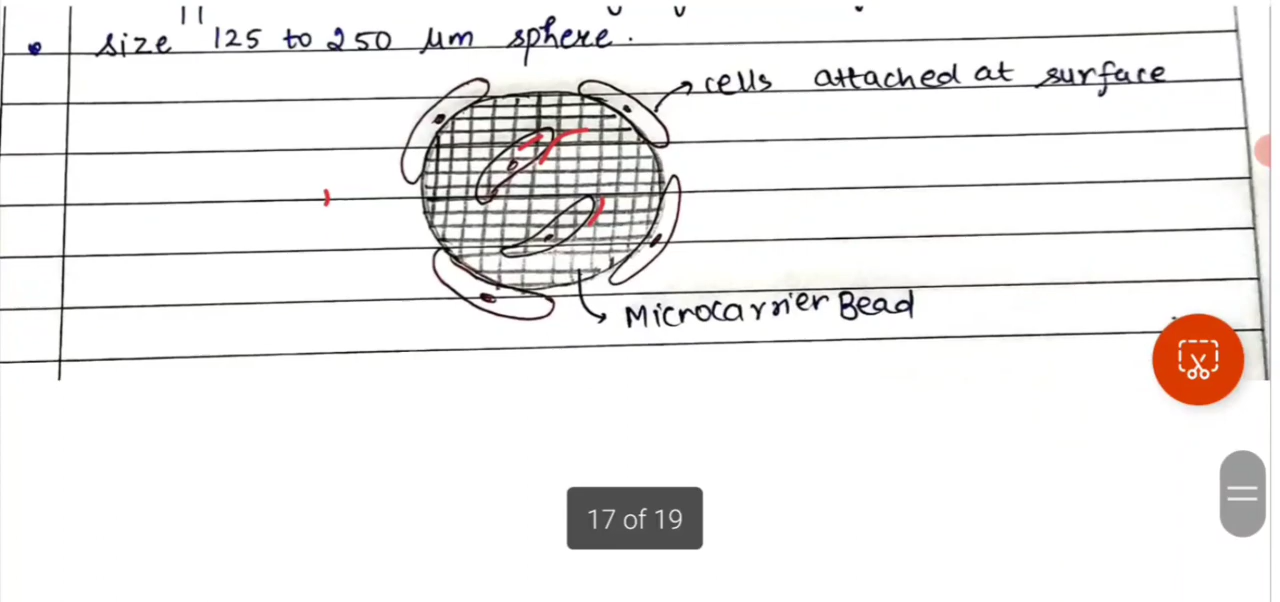 size 125 to 250 μm sphere.
cells attached at surface
Microcarrier Bead
17 of 19